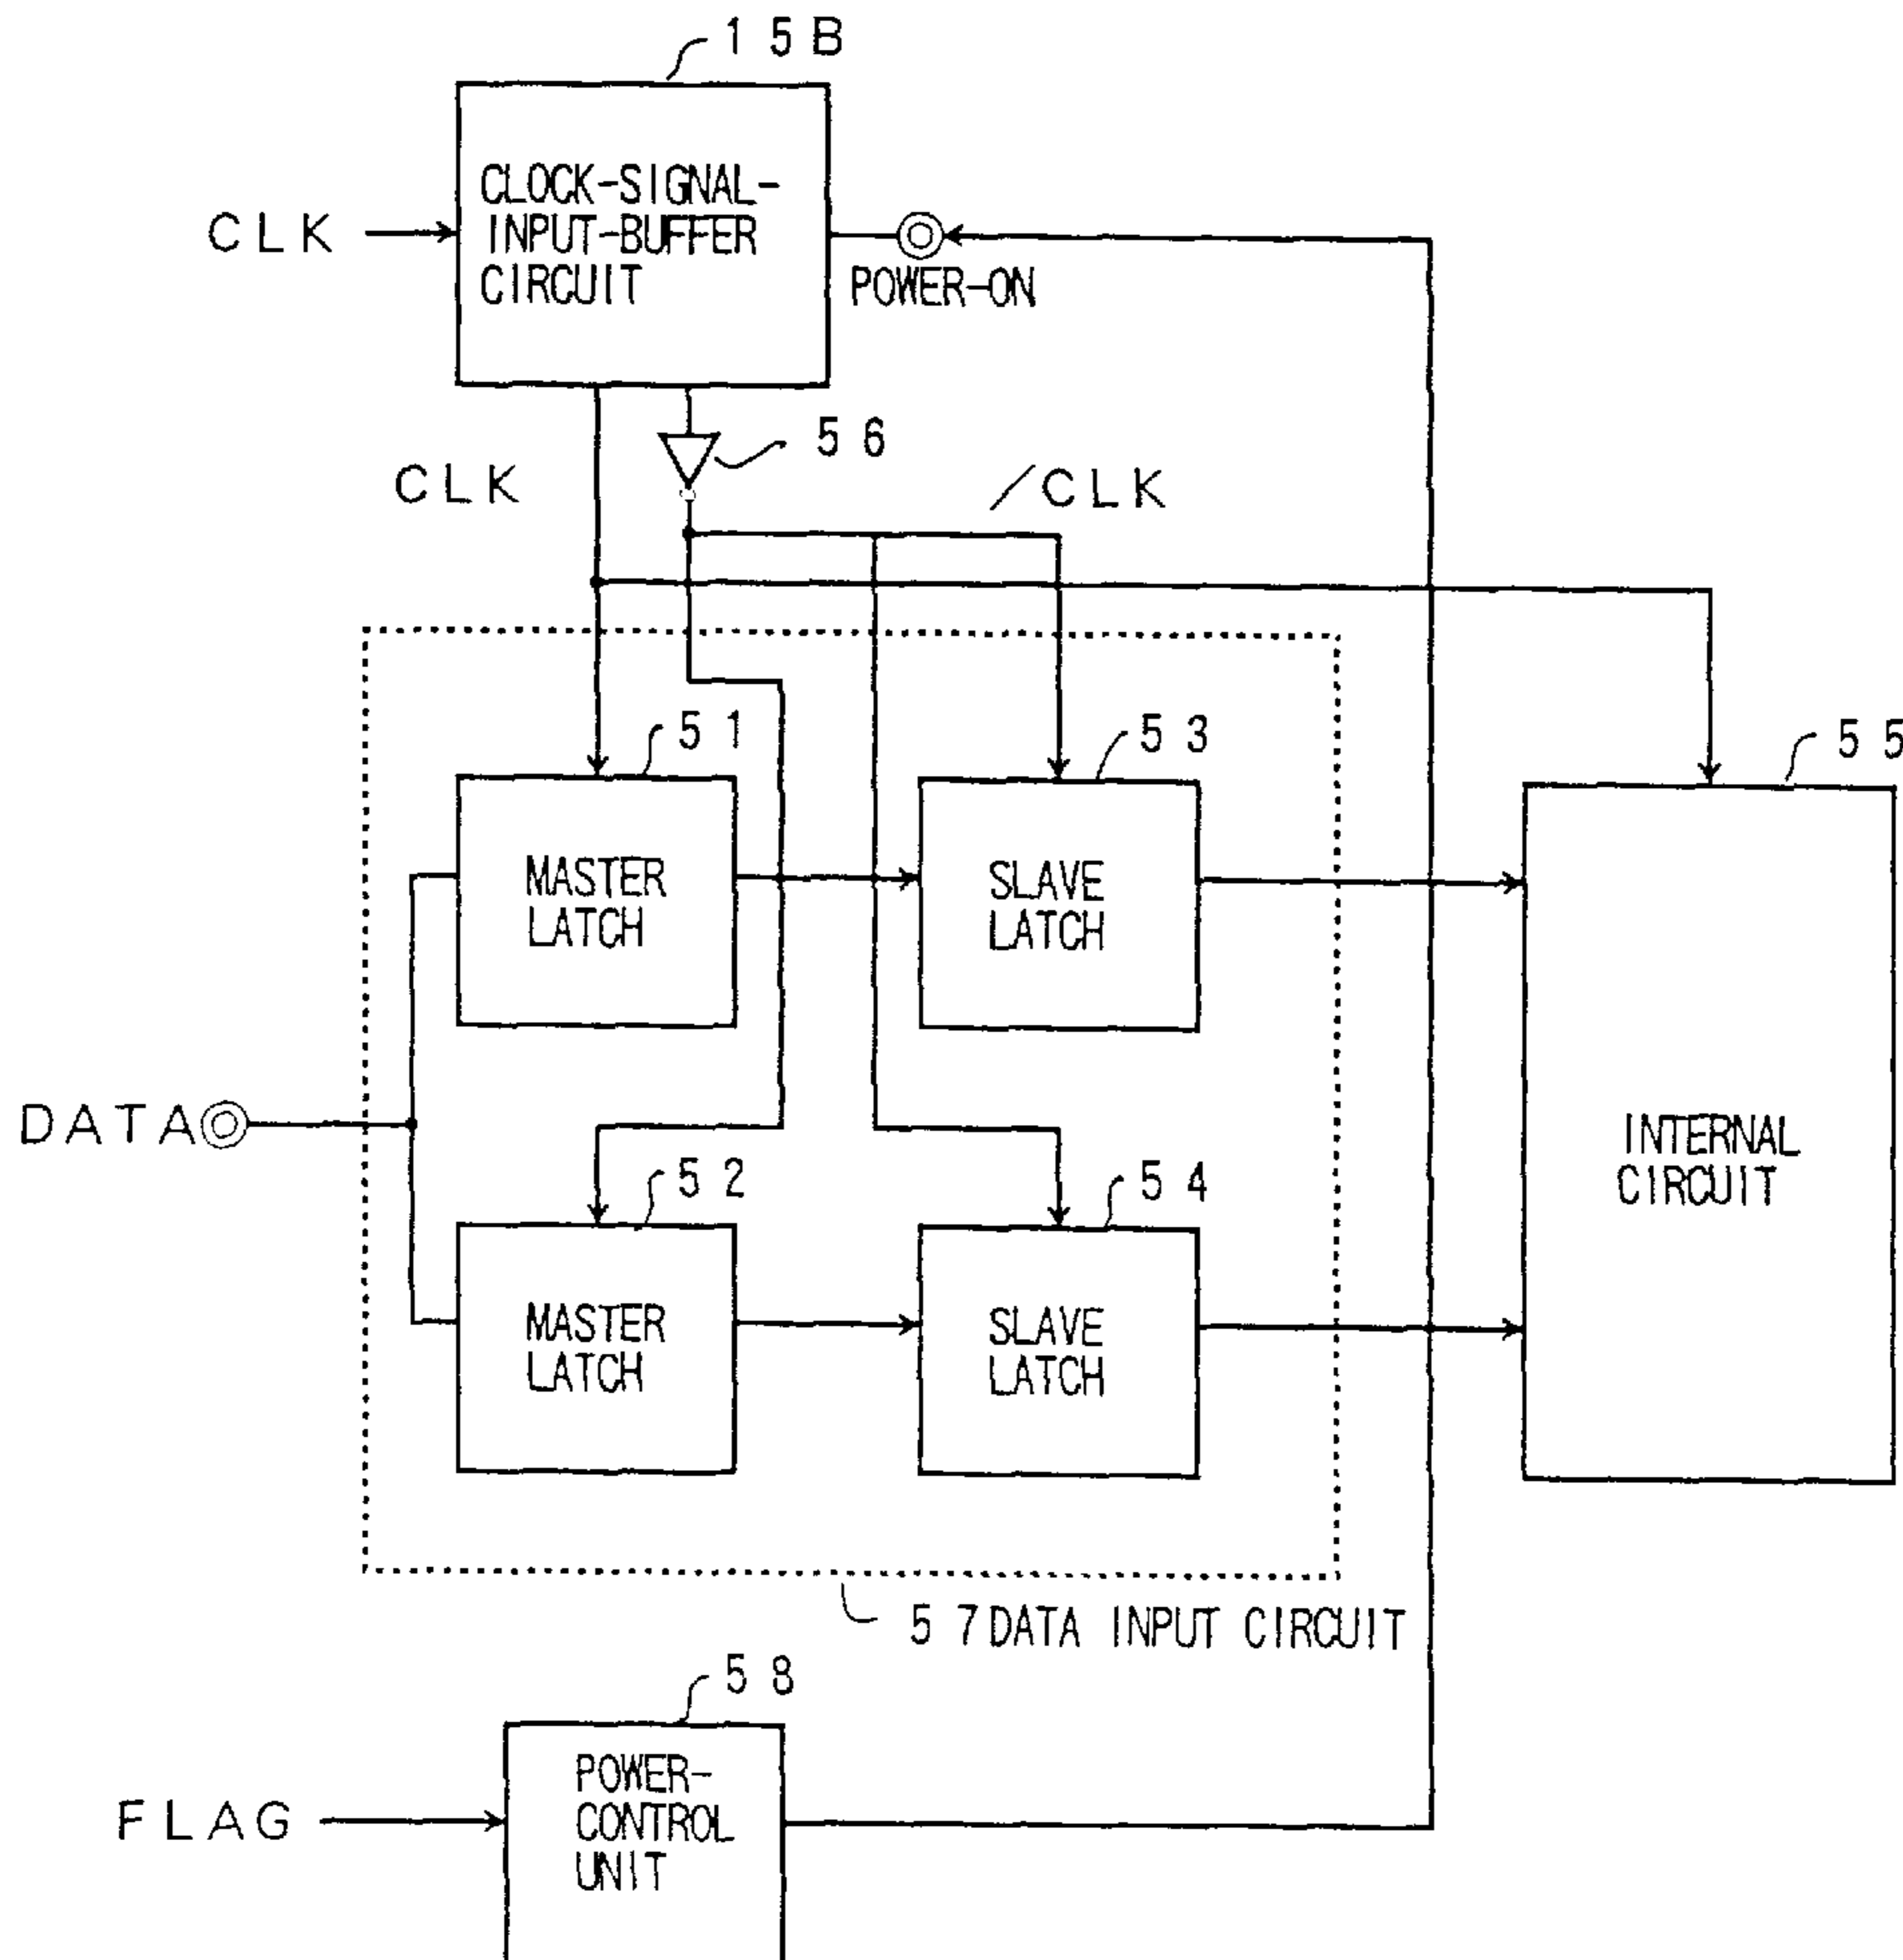 15B
CLOCK-SIGNAL-
INPUT-BUFFER
CIRCUIT
CLK
POWER-ON
56
CLK
/CLK
51
53
55
MASTER
LATCH
SLAVE
LATCH
DATA
INTERNAL
CIRCUIT
52
54
MASTER
LATCH
SLAVE
LATCH
57 DATA INPUT CIRCUIT
58
POWER-
CONTROL
UNIT
FLAG